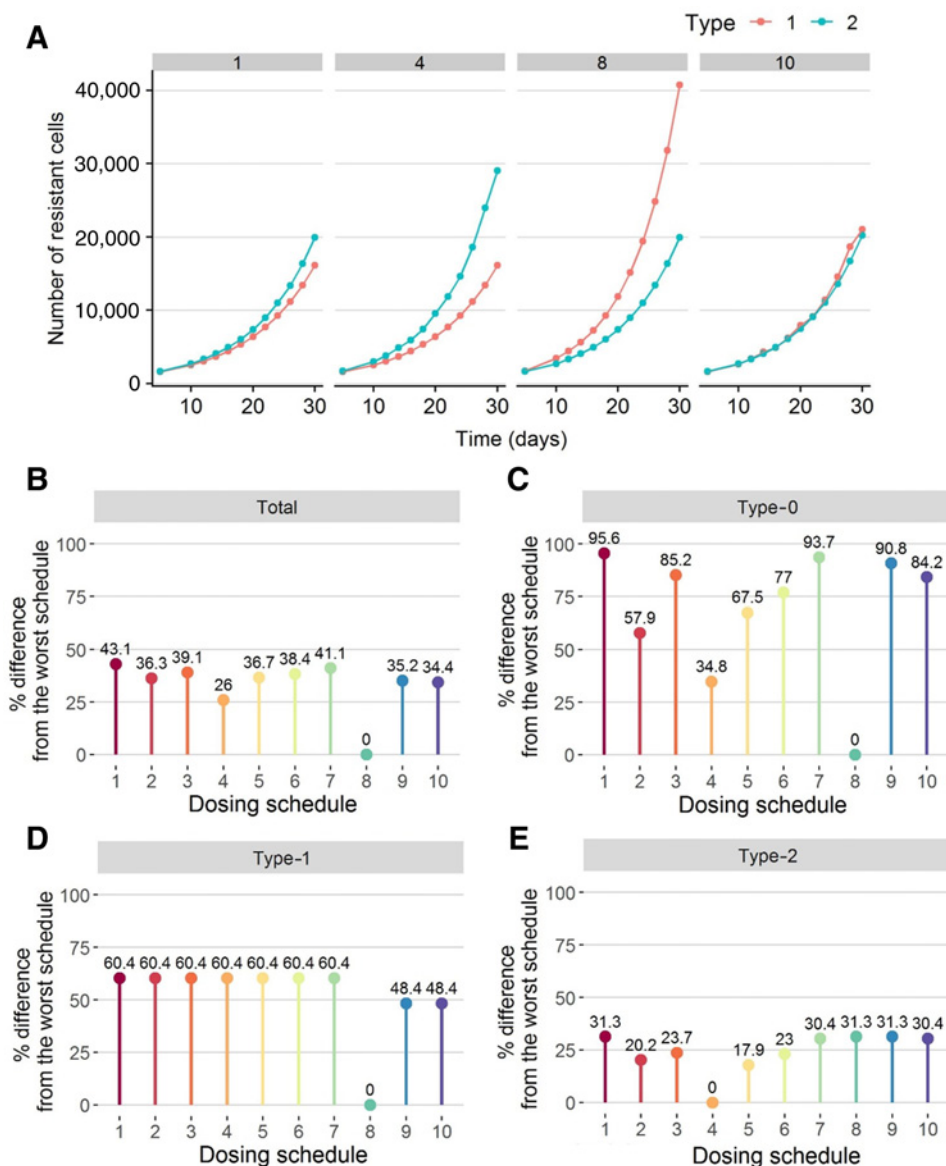 Type 1 2
A
1 4 8 10
Number of resistant cells
40,000
30,000
20,000
10,000
0
10 20 30 10 20 30 10 20 30 10 20 30
Time (days)
B
Total
% difference
from the worst schedule
100
75
50
25
0
43.1 36.3 39.1 26 36.7 38.4 41.1 0 35.2 34.4
1 2 3 4 5 6 7 8 9 10
Dosing schedule
C
Type-0
% difference
from the worst schedule
100
75
50
25
0
95.6 57.9 85.2 34.8 67.5 77 93.7 0 90.8 84.2
1 2 3 4 5 6 7 8 9 10
Dosing schedule
D
Type-1
% difference
from the worst schedule
100
75
50
25
0
60.4 60.4 60.4 60.4 60.4 60.4 60.4 0 48.4 48.4
1 2 3 4 5 6 7 8 9 10
Dosing schedule
E
Type-2
% difference
from the worst schedule
100
75
50
25
0
31.3 20.2 23.7 0 17.9 23 30.4 31.3 31.3 30.4
1 2 3 4 5 6 7 8 9 10
Dosing schedule